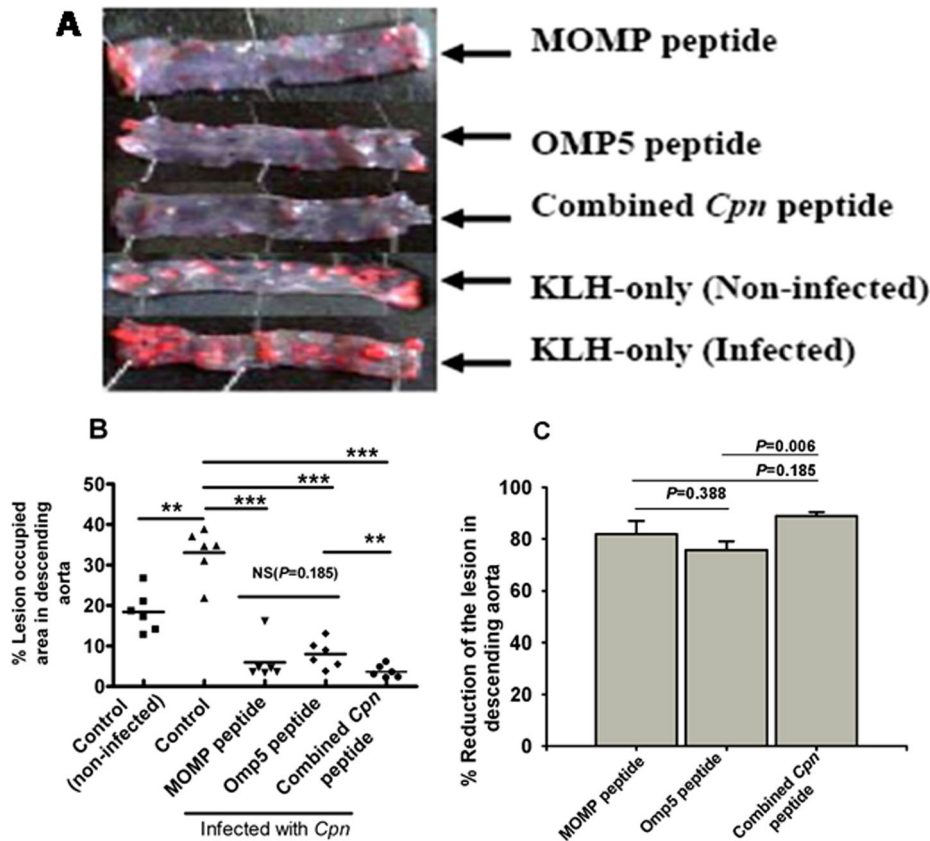 A
MOMP peptide
OMP5 peptide
Combined Cpn peptide
KLH-only (Non-infected)
KLH-only (Infected)
B
% Lesion occupied
area in descending
aorta
50
40
30
20
10
0
**
***
***
***
**
NS(P=0.185)
Control
(non-infected)
Control
MOMP peptide
Omp5 peptide
Combined Cpn
peptide
Infected with Cpn
C
% Reduction of the lesion in
descending aorta
100
80
60
40
20
0
P=0.006
P=0.185
P=0.388
MOMP peptide
Omp5 peptide
Combined Cpn
peptide